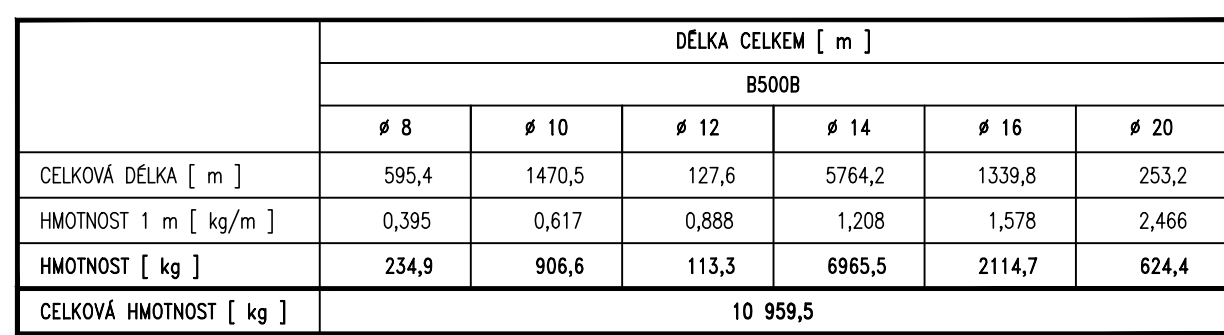 DÉLKA CELKEM [ m ]
B500B
ø 8 ø 10 ø 12 ø 14 ø 16 ø 20
CELKOVÁ DÉLKA [ m ] 595,4 1470,5 127,6 5764,2 1339,8 253,2
HMOTNOST 1 m [ kg/m ] 0,395 0,617 0,888 1,208 1,578 2,466
HMOTNOST [ kg ] 234,9 906,6 113,3 6965,5 2114,7 624,4
CELKOVÁ HMOTNOST [ kg ] 10 959,5